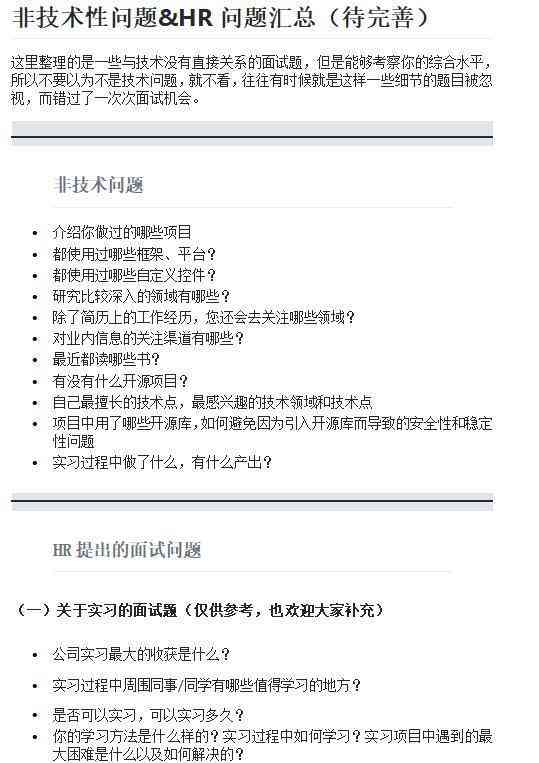 非技术性问题&HR 问题汇总（待完善）
这里整理的是一些与技术没有直接关系的面试题，但是能够考察你的综合水平，
所以不要以为不是技术问题，就不看，往往有时候就是这样一些细节的题目被忽
视，而错过了一次次面试机会。
非技术问题
• 介绍你做过的哪些项目
• 都使用过哪些框架、平台？
• 都使用过哪些自定义控件？
• 研究比较深入的领域有哪些？
• 除了简历上的工作经历，您还会去关注哪些领域？
• 对业内信息的关注渠道有哪些？
• 最近都读哪些书？
• 有没有什么开源项目？
• 自己最擅长的技术点，最感兴趣的技术领域和技术点
• 项目中用了哪些开源库,如何避免因为引入开源库而导致的安全性和稳定
性问题
• 实习过程中做了什么，有什么产出？
HR 提出的面试问题
（一）关于实习的面试题（仅供参考，也欢迎大家补充）
• 公司实习最大的收获是什么？
• 实习过程中周围同事/同学有哪些值得学习的地方？
• 是否可以实习，可以实习多久？
• 你的学习方法是什么样的？实习过程中如何学习？实习项目中遇到的最
大困难是什么以及如何解决的？